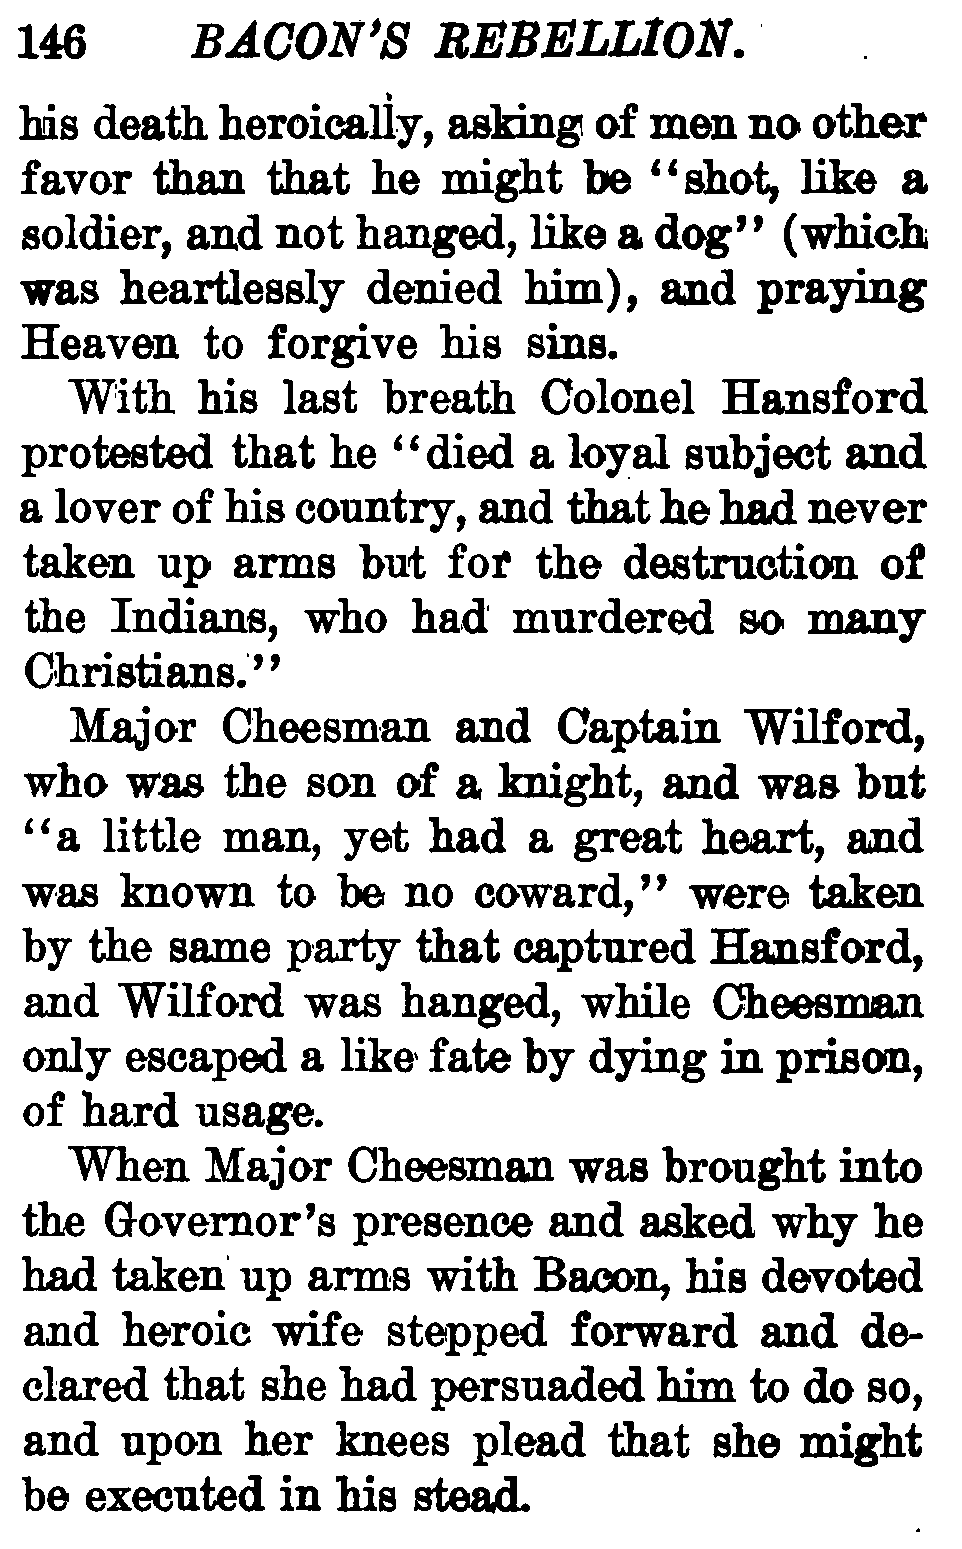 146 BACON'S REBELLION.
his death heroically, asking of men no other
favor than that he might be "shot, like a
soldier, and not hanged, like a dog" (which
was heartlessly denied him), and praying
Heaven to forgive his sins.
With his last breath Colonel Hansford
protested that he "died a loyal subject and
a lover of his country, and that he had never
taken up arms but for the destruction of
the Indians, who had murdered so many
Christians."
Major Cheesman and Captain Wilford,
who was the son of a knight, and was but
"a little man, yet had a great heart, and
was known to be no coward," were taken
by the same party that captured Hansford,
and Wilford was hanged, while Cheesman
only escaped a like fate by dying in prison,
of hard usage.
When Major Cheesman was brought into
the Governor's presence and asked why he
had taken up arms with Bacon, his devoted
and heroic wife stepped forward and de-
clared that she had persuaded him to do so,
and upon her knees plead that she might
be executed in his stead.